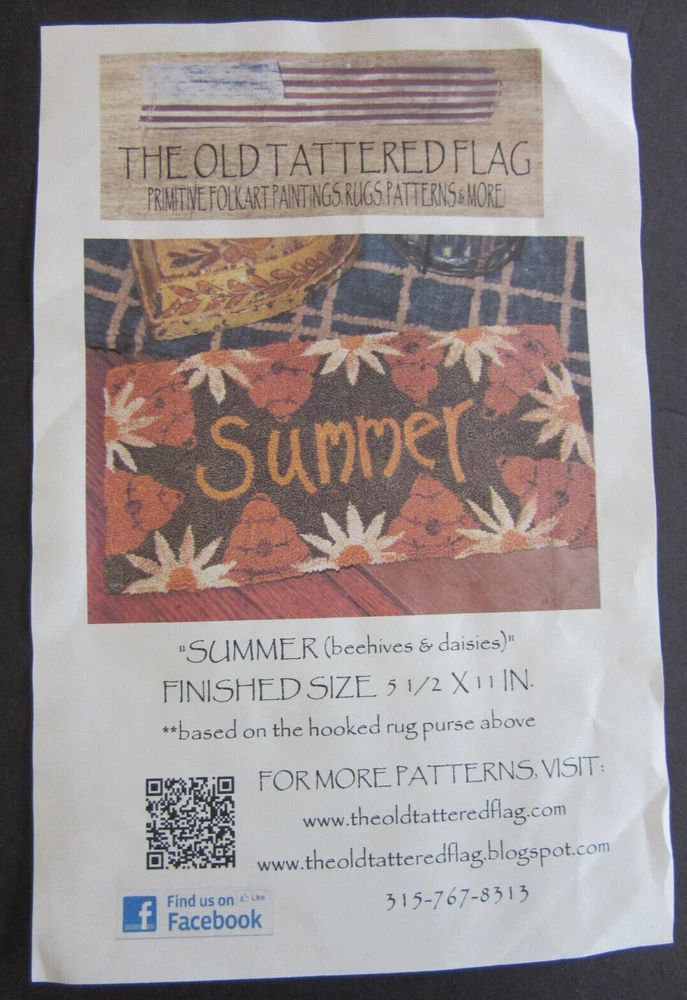 THE OLD TATTERED FLAG
PRIMITIVE FOLKART PAINTINGS, RUGS, PATTERNS & MORE!
Summer
"SUMMER (beehives & daisies)"
FINISHED SIZE 5 1/2 X 11 IN.
**based on the hooked rug purse above
FOR MORE PATTERNS, VISIT:
www.theoldtatteredflag.com
www.theoldtatteredflag.blogspot.com
315-767-8313
Find us on Like
Facebook